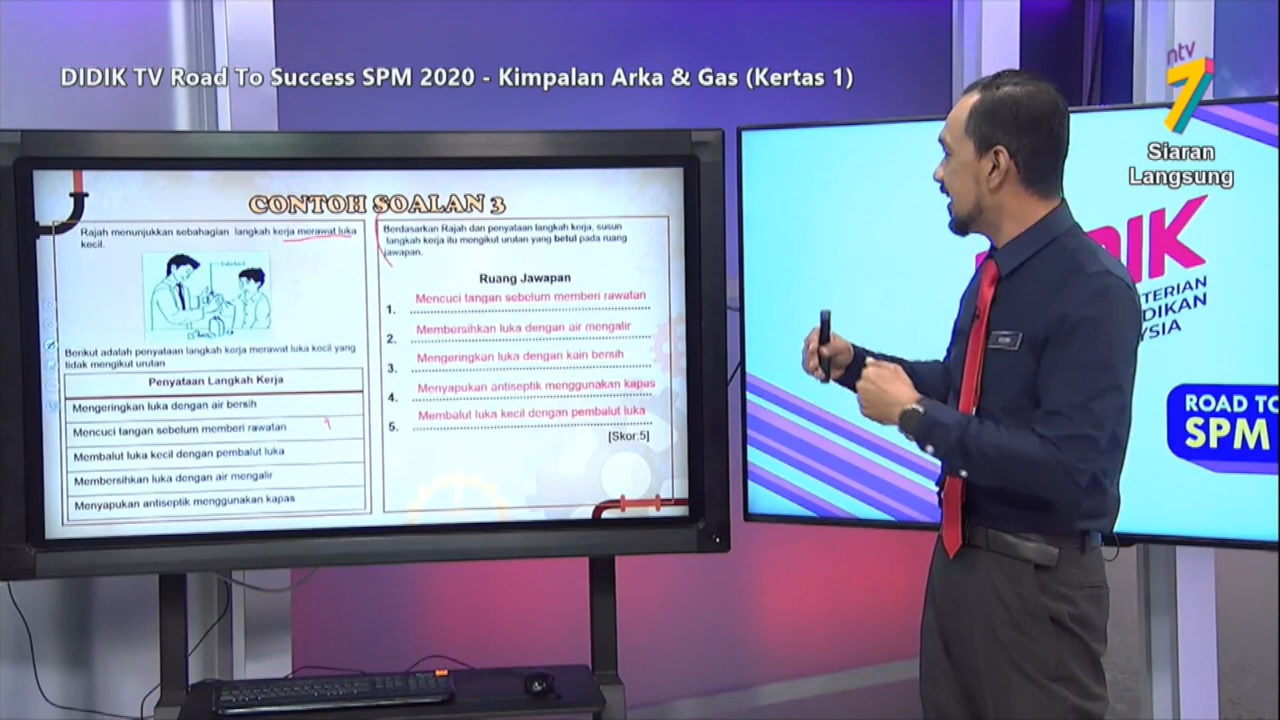 DIDIK TV Road To Success SPM 2020 - Kimpalan Arka & Gas (Kertas 1)
ntv
7
Siaran
Langsung
CONTOH SOALAN 3
Rajah menunjukkan sebahagian langkah kerja merawat luka
kecil.
Berikut adalah penyataan langkah kerja merawat luka kecil yang
tidak mengikut urutan
Penyataan Langkah Kerja
Mengeringkan luka dengan air bersih
Mencuci tangan sebelum memberi rawatan
Membalut luka kecil dengan pembalut luka
Membersihkan luka dengan air mengalir
Menyapukan antiseptik menggunakan kapas
Berdasarkan Rajah dan penyataan langkah kerja, susun
langkah kerja itu mengikut urutan yang betul pada ruang
jawapan.
Ruang Jawapan
1. Mencuci tangan sebelum memberi rawatan
2. Membersihkan luka dengan air mengalir
3. Mengeringkan luka dengan kain bersih
4. Menyapukan antiseptik menggunakan kapas
5. Membalut luka kecil dengan pembalut luka
[Skor:5]
DIK
TERIAN
DIKAN
YSIA
ROAD TO
SPM